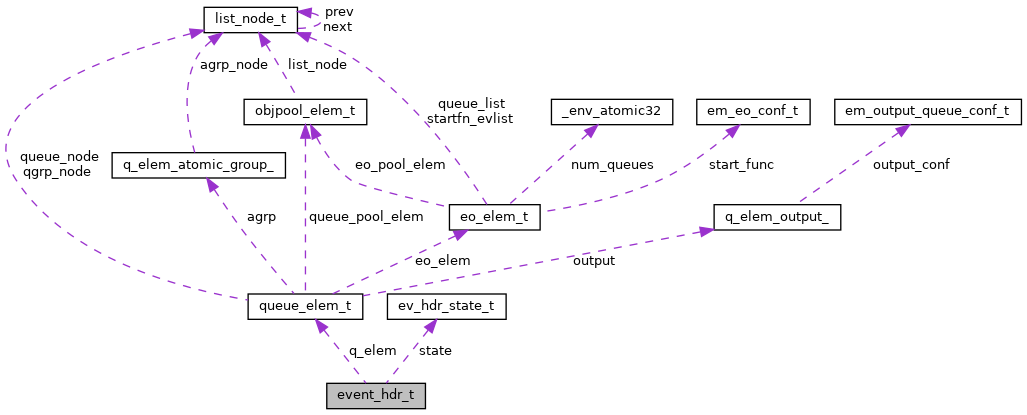 list_node_t
prev
next
agrp_node
list_node
objpool_elem_t
queue_list
startfn_evlist
_env_atomic32
em_eo_conf_t
em_output_queue_conf_t
queue_node
qgrp_node
q_elem_atomic_group_
eo_pool_elem
num_queues
start_func
output_conf
agrp
queue_pool_elem
eo_elem_t
q_elem_output_
eo_elem
output
queue_elem_t
ev_hdr_state_t
q_elem
state
event_hdr_t